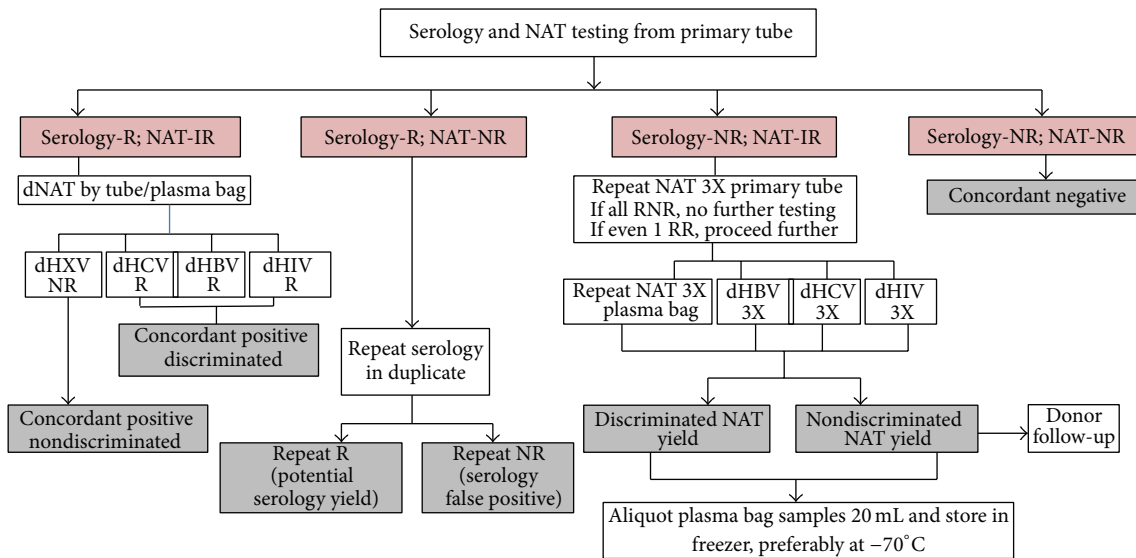 Serology and NAT testing from primary tube
Serology-R; NAT-IR
Serology-R; NAT-NR
Serology-NR; NAT-IR
Serology-NR; NAT-NR
dNAT by tube/plasma bag
Repeat NAT 3X primary tube
If all RNR, no further testing
If even 1 RR, proceed further
Concordant negative
dHXV
NR
dHCV
R
dHBV
R
dHIV
R
Repeat NAT 3X
plasma bag
dHBV
3X
dHCV
3X
dHIV
3X
Concordant positive
discriminated
Repeat serology
in duplicate
Concordant positive
nondiscriminated
Discriminated NAT
yield
Nondiscriminated
NAT yield
Donor
follow-up
Repeat R
(potential
serology yield)
Repeat NR
(serology
false positive)
Aliquot plasma bag samples 20 mL and store in
freezer, preferably at −70°C